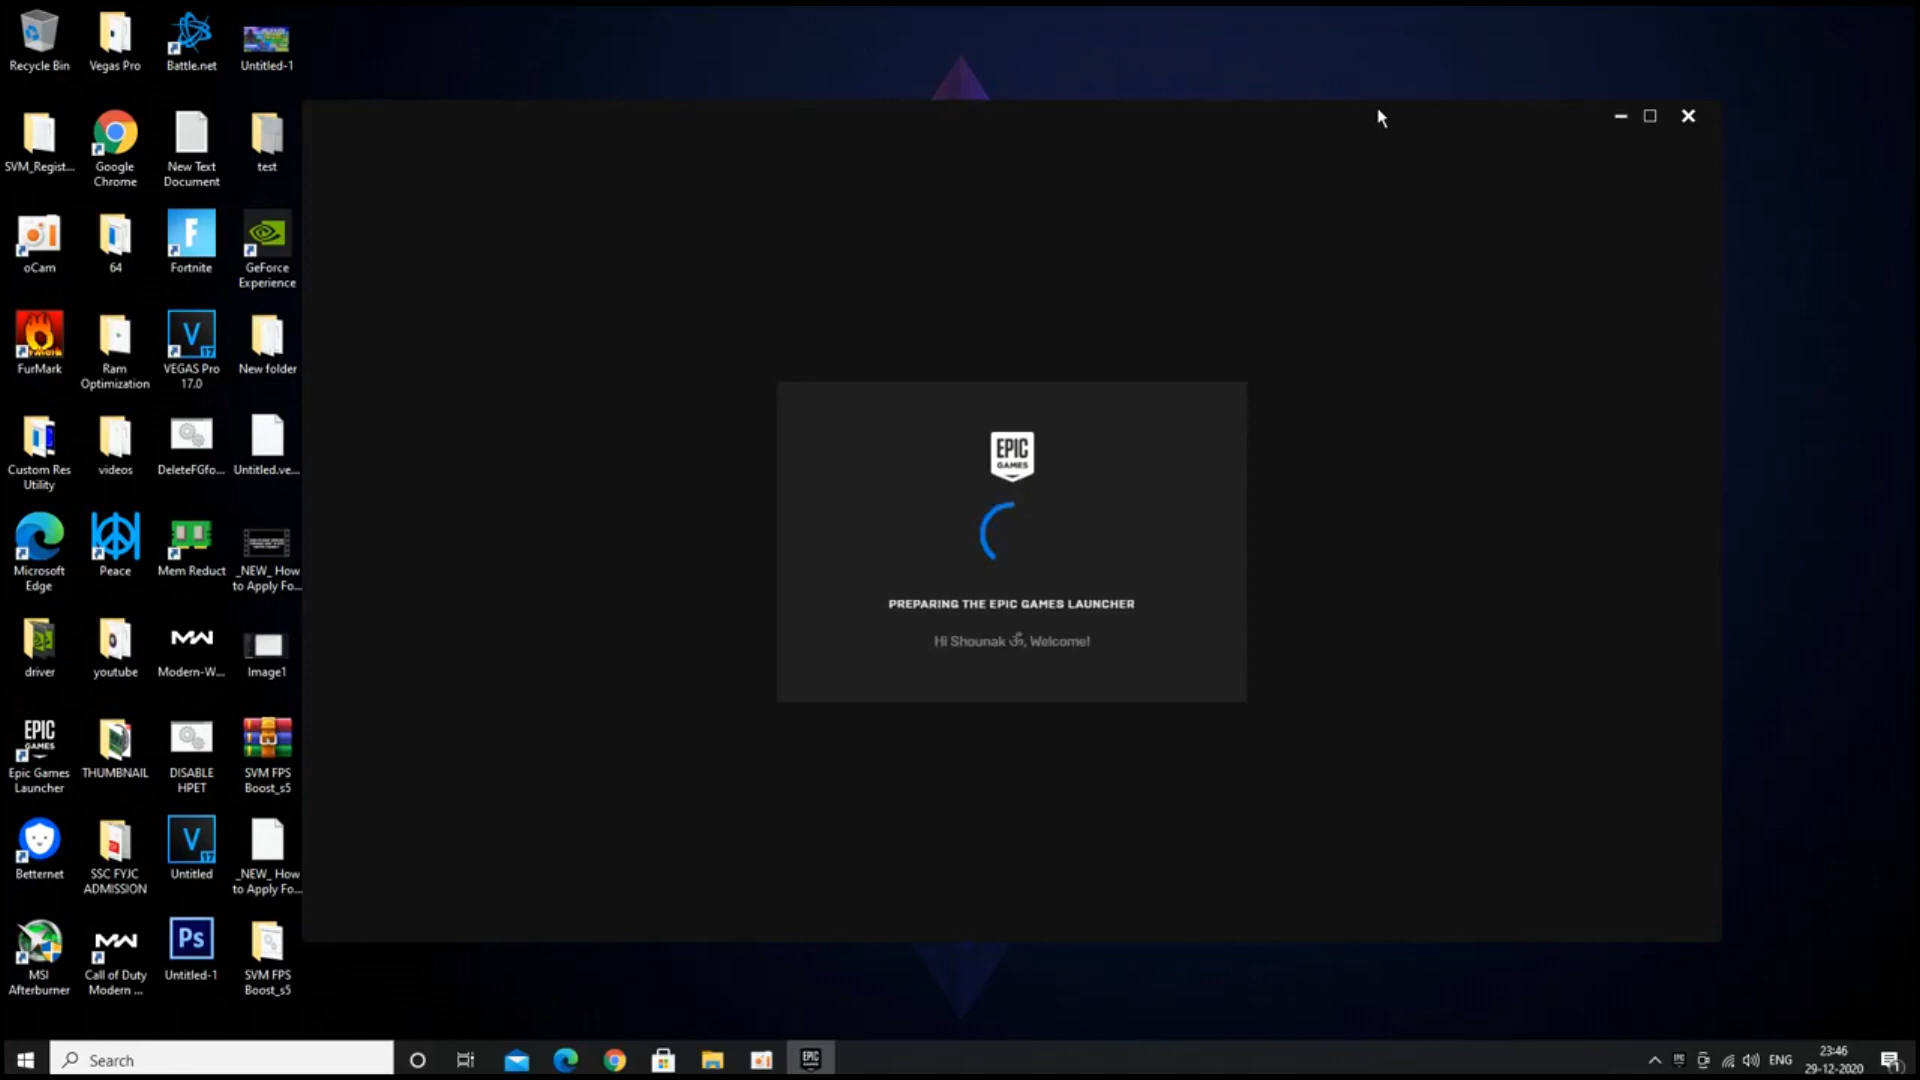 Recycle Bin
Vegas Pro
Battle.net
Untitled-1
SVM_Regist...
Google
Chrome
New Text
Document
test
oCam
64
Fortnite
GeForce
Experience
FurMark
Ram
Optimization
VEGAS Pro
17.0
New folder
Custom Res
Utility
videos
DeleteFGfo...
Untitled.ve...
Microsoft
Edge
Peace
Mem Reduct
_NEW_ How
to Apply Fo...
driver
youtube
Modern-W...
Image1
EPIC
GAMES
Epic Games
Launcher
THUMBNAIL
DISABLE
HPET
SVM FPS
Boost_s5
Betternet
SSC FYJC
ADMISSION
Untitled
_NEW_ How
to Apply Fo...
MSI
Afterburner
Call of Duty
Modern ...
Untitled-1
SVM FPS
Boost_s5
EPIC
GAMES
PREPARING THE EPIC GAMES LAUNCHER
Hi Shounak ॐ, Welcome!
Search
ENG
23:46
29-12-2020